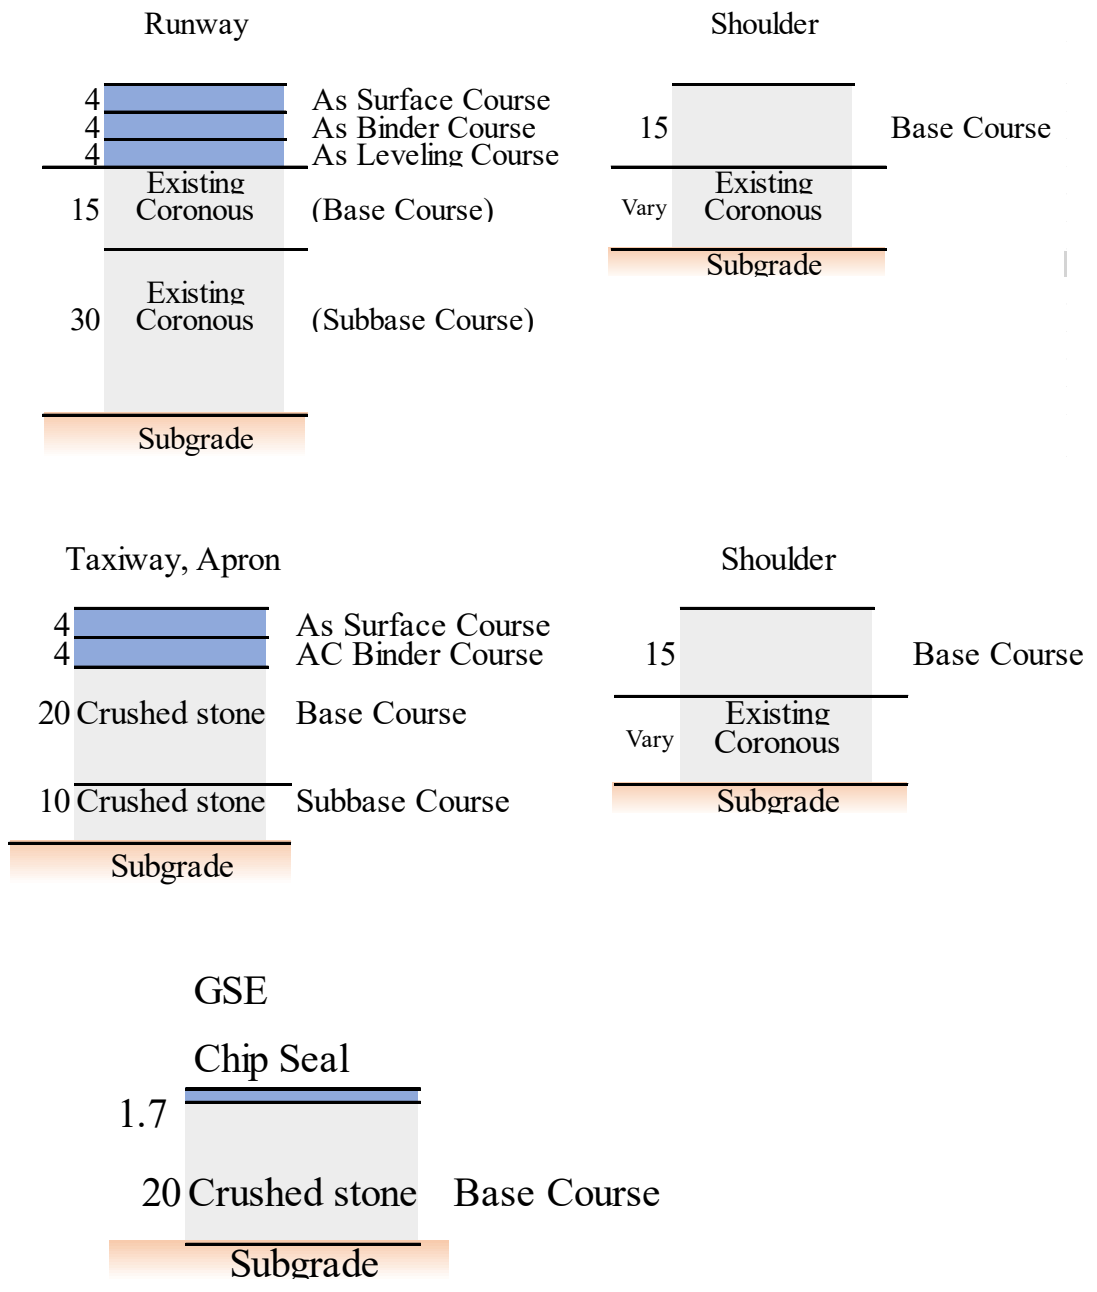 Runway
4 As Surface Course
4 As Binder Course
4 As Leveling Course
Existing
15 Coronous (Base Course)
Existing
30 Coronous (Subbase Course)
Subgrade
Shoulder
15 Base Course
Existing
Vary Coronous
Subgrade
Taxiway, Apron
4 As Surface Course
4 AC Binder Course
20 Crushed stone Base Course
10 Crushed stone Subbase Course
Subgrade
Shoulder
15 Base Course
Existing
Vary Coronous
Subgrade
GSE
Chip Seal
1.7
20 Crushed stone Base Course
Subgrade